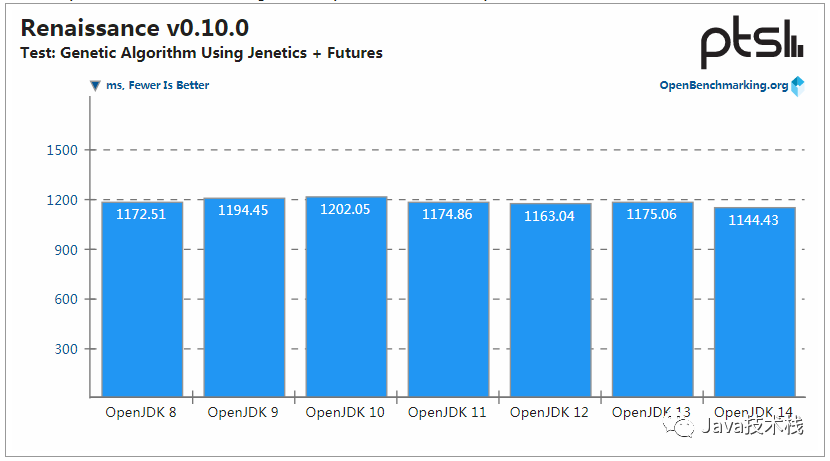 Renaissance v0.10.0
Test: Genetic Algorithm Using Jenetics + Futures
ptsl
ms, Fewer Is Better
OpenBenchmarking.org
1500
1200
900
600
300
1172.51
1194.45
1202.05
1174.86
1163.04
1175.06
1144.43
OpenJDK 8
OpenJDK 9
OpenJDK 10
OpenJDK 11
OpenJDK 12
OpenJDK 13
OpenJDK 14
Java技术栈